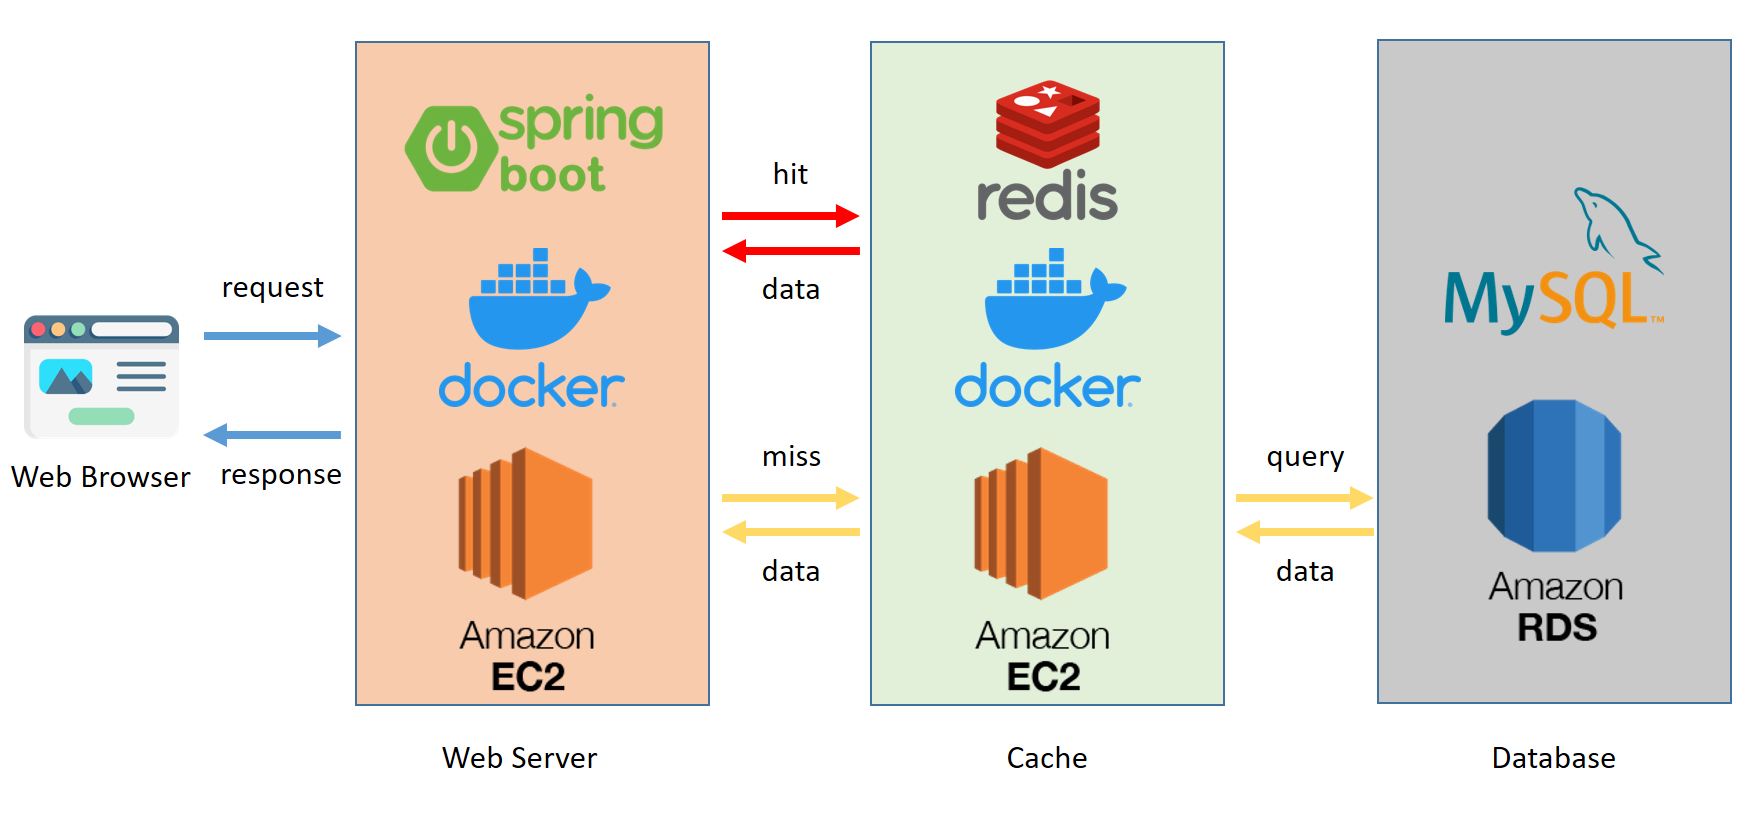 spring
boot
docker
Amazon
EC2
redis
docker
Amazon
EC2
MySQL™
Amazon
RDS
hit
data
request
response
Web Browser
miss
data
query
data
Web Server
Cache
Database